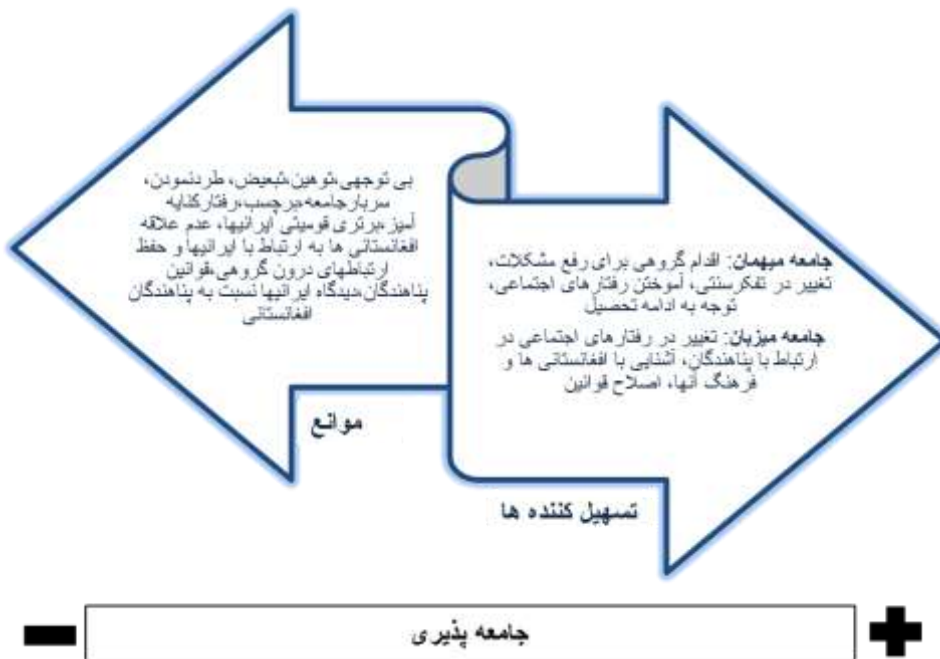 بی توجهی،توهین،تبعیض، طردنمودن،
سربارجامعه،برچسب،رفتارکنایه
آمیز،برتری قومیتی ایرانیها، عدم علاقه
افغانستانی ها به ارتباط با ایرانیها و حفظ
ارتباطهای درون گروهی،قوانین
پناهندگان،دیدگاه ایرانیها نسبت به پناهندگان
افغانستانی
موانع
جامعه میهمان: اقدام گروهی برای رفع مشکلات،
تغییر در تفکرسنتی، آموختن رفتارهای اجتماعی،
توجه به ادامه تحصیل
جامعه میزبان: تغییر در رفتارهای اجتماعی در
ارتباط با پناهندگان، آشنایی با افغانستانی ها و
فرهنگ آنها، اصلاح قوانین
تسهیل کننده ها
جامعه پذیری